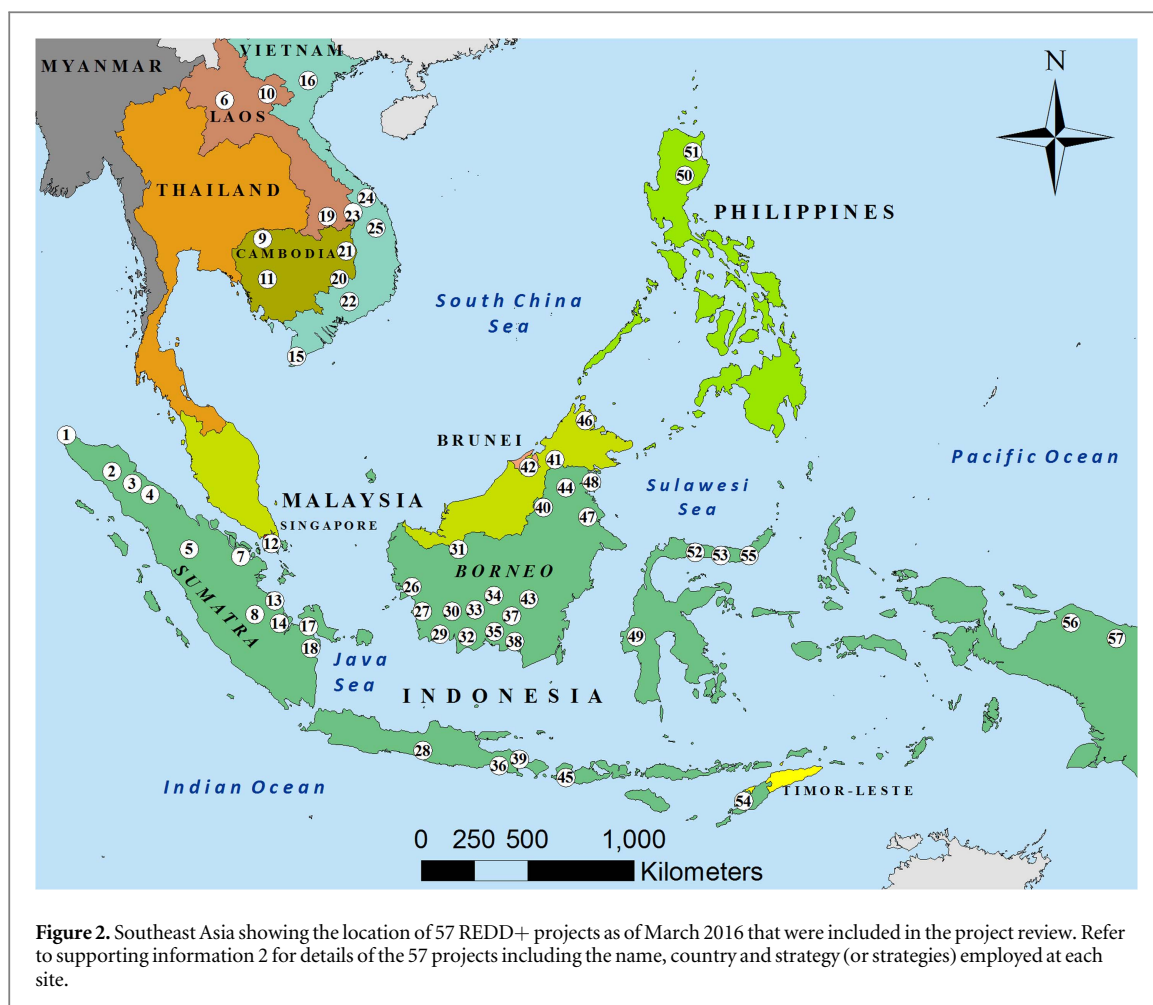 VIETNAM
MYANMAR
16
10
6
LAOS
N
51
50
THAILAND
PHILIPPINES
24
19
23
25
9
21
CAMBODIA
11
20
22
South China
Sea
15
1
46
BRUNEI
41
42
Pacific Ocean
2
3
4
MALAYSIA
44
48
Sulawesi
Sea
SINGAPORE
40
47
12
5
7
31
BORNEO
52
53
55
SUMATRA
26
34
43
13
27
30
33
37
8
14
17
56
57
29
32
35
38
49
18
Java
Sea
INDONESIA
28
36
39
45
Indian Ocean
54
TIMOR-LESTE
0 250 500 1,000
Kilometers
Figure 2. Southeast Asia showing the location of 57 REDD+ projects as of March 2016 that were included in the project review. Refer
to supporting information 2 for details of the 57 projects including the name, country and strategy (or strategies) employed at each
site.